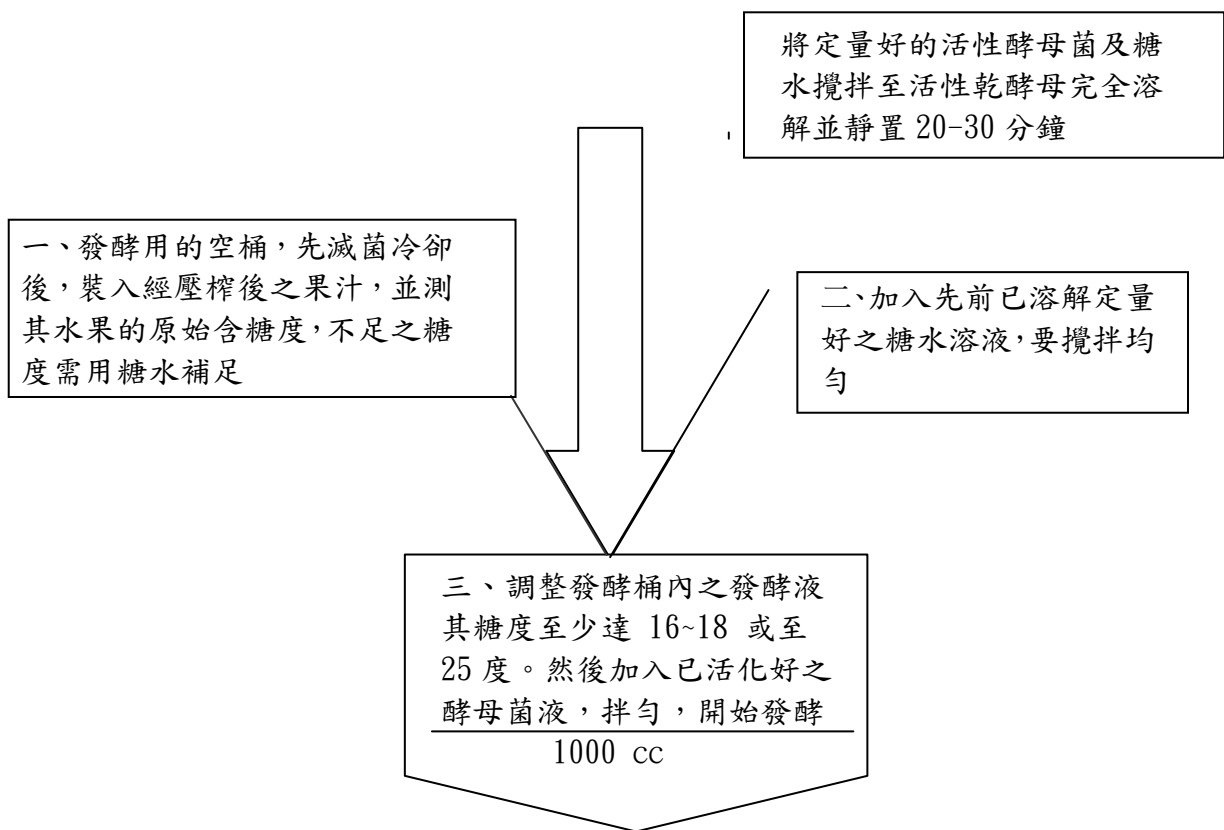 將定量好的活性酵母菌及糖
水攪拌至活性乾酵母完全溶
解並靜置 20-30 分鐘
一、發酵用的空桶，先滅菌冷卻
後，裝入經壓榨後之果汁，並測
其水果的原始含糖度，不足之糖
度需用糖水補足
二、加入先前已溶解定量
好之糖水溶液，要攪拌均
勻
三、調整發酵桶內之發酵液
其糖度至少達 16~18 或至
25 度。然後加入已活化好之
酵母菌液，拌勻，開始發酵
1000 cc